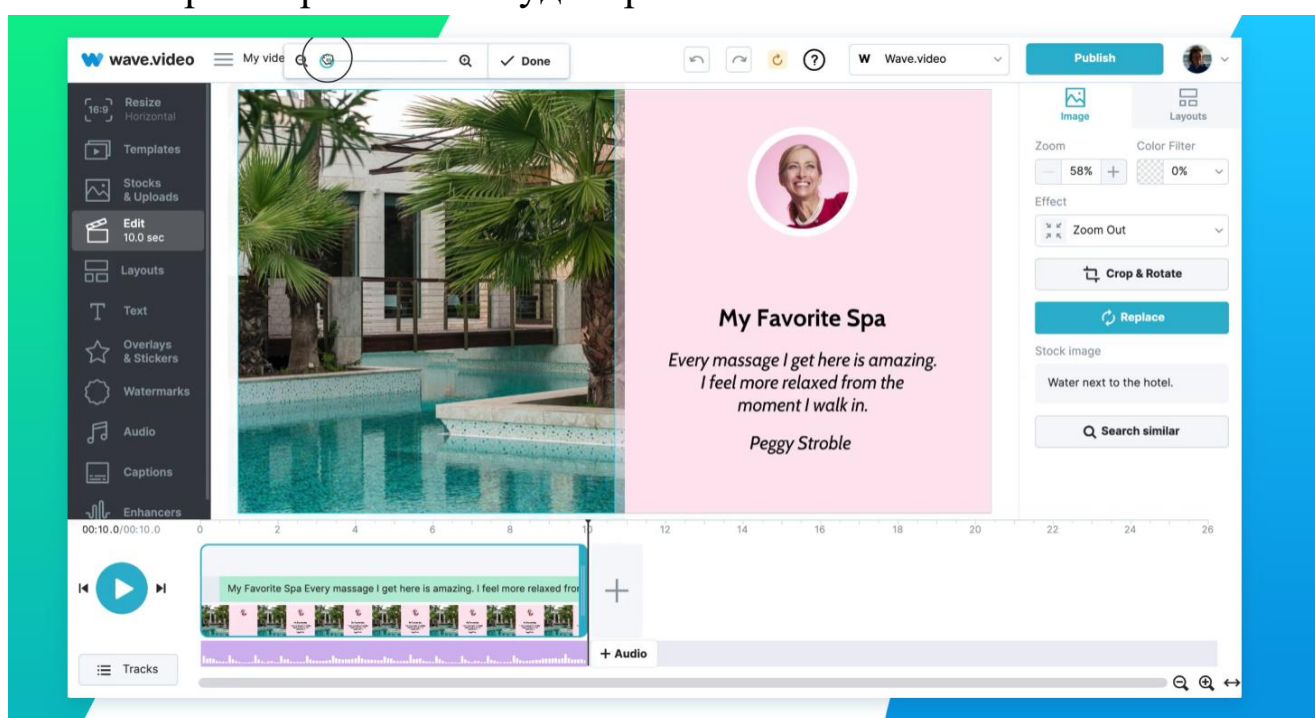 wave.video
My vide
Done
?
W Wave.video
Publish
16:9
Resize
Horizontal
Templates
Stocks
& Uploads
Edit
10.0 sec
Layouts
Text
Overlays
& Stickers
Watermarks
Audio
Captions
Enhancers
My Favorite Spa
Every massage I get here is amazing.
I feel more relaxed from the
moment I walk in.
Peggy Stroble
Image
Layouts
Zoom
Color Filter
58%
0%
Effect
Zoom Out
Crop & Rotate
Replace
Stock image
Water next to the hotel.
Search similar
00:10.0/00:10.0
0 2 4 6 8 10 12 14 16 18 20 22 24 26
My Favorite Spa Every massage I get here is amazing. I feel more relaxed fro
+ Audio
Tracks